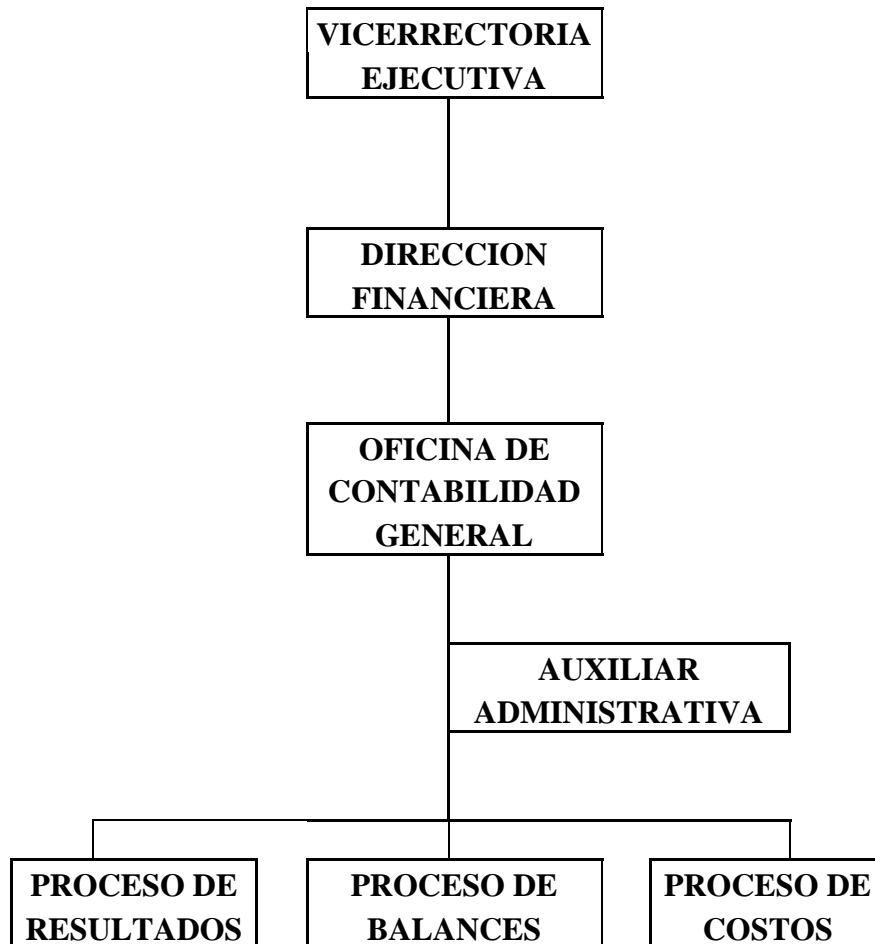 VICERRECTORIA
EJECUTIVA
DIRECCION
FINANCIERA
OFICINA DE
CONTABILIDAD
GENERAL
AUXILIAR
ADMINISTRATIVA
PROCESO DE
RESULTADOS
PROCESO DE
BALANCES
PROCESO DE
COSTOS